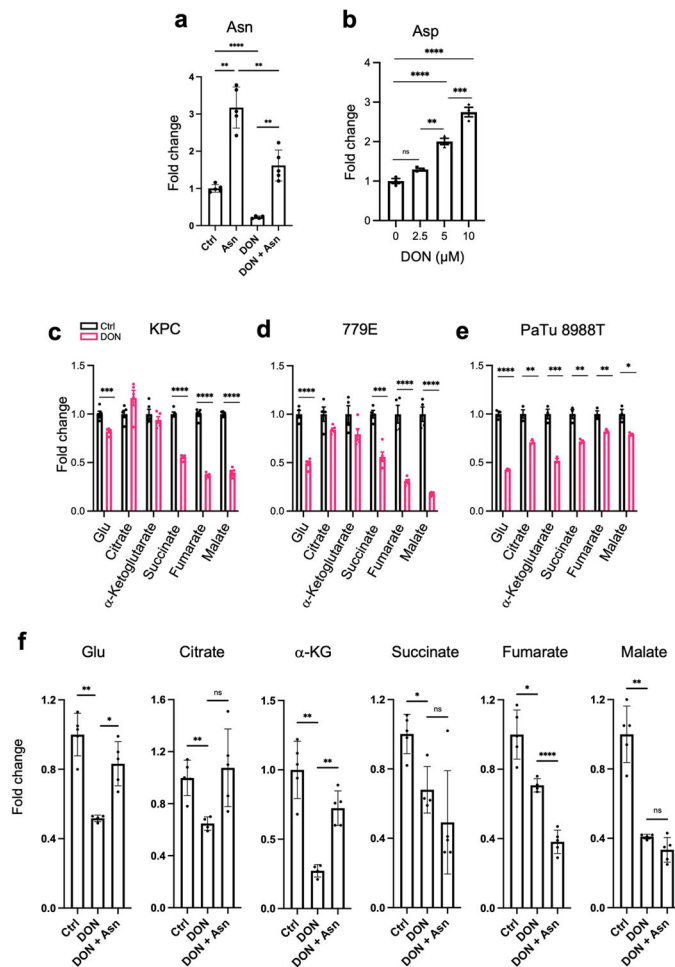 a
Asn
****
**
**
**
Fold change
4
3
2
1
0
Ctrl
Asn
DON
DON + Asn
b
Asp
****
****
***
**
ns
Fold change
4
3
2
1
0
0 2.5 5 10
DON (μM)
c
Ctrl
DON
KPC
Fold change
1.5
1.0
0.5
0.0
*** **** **** ****
Glu
Citrate
α-Ketoglutarate
Succinate
Fumarate
Malate
d
779E
1.5
1.0
0.5
0.0
**** *** **** ****
Glu
Citrate
α-Ketoglutarate
Succinate
Fumarate
Malate
e
PaTu 8988T
1.5
1.0
0.5
0.0
**** ** *** ** ** *
Glu
Citrate
α-Ketoglutarate
Succinate
Fumarate
Malate
f
Glu
Fold change
1.2
0.8
0.4
0.0
** *
Ctrl
DON
DON + Asn
Citrate
1.6
1.2
0.8
0.4
0.0
** ns
Ctrl
DON
DON + Asn
α-KG
1.5
1.0
0.5
0.0
** **
Ctrl
DON
DON + Asn
Succinate
1.2
0.8
0.4
0.0
* ns
Ctrl
DON
DON + Asn
Fumarate
1.2
0.8
0.4
0.0
* ****
Ctrl
DON
DON + Asn
Malate
1.2
0.8
0.4
0.0
** ns
Ctrl
DON
DON + Asn